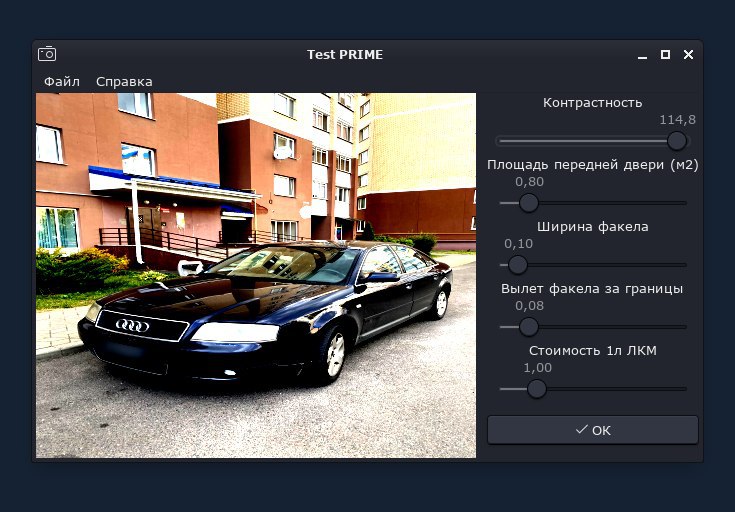 Test PRIME
Файл Справка
Контрастность
114,8
Площадь передней двери (м2)
0,80
Ширина факела
0,10
Вылет факела за границы
0,08
Стоимость 1л ЛКМ
1,00
OK